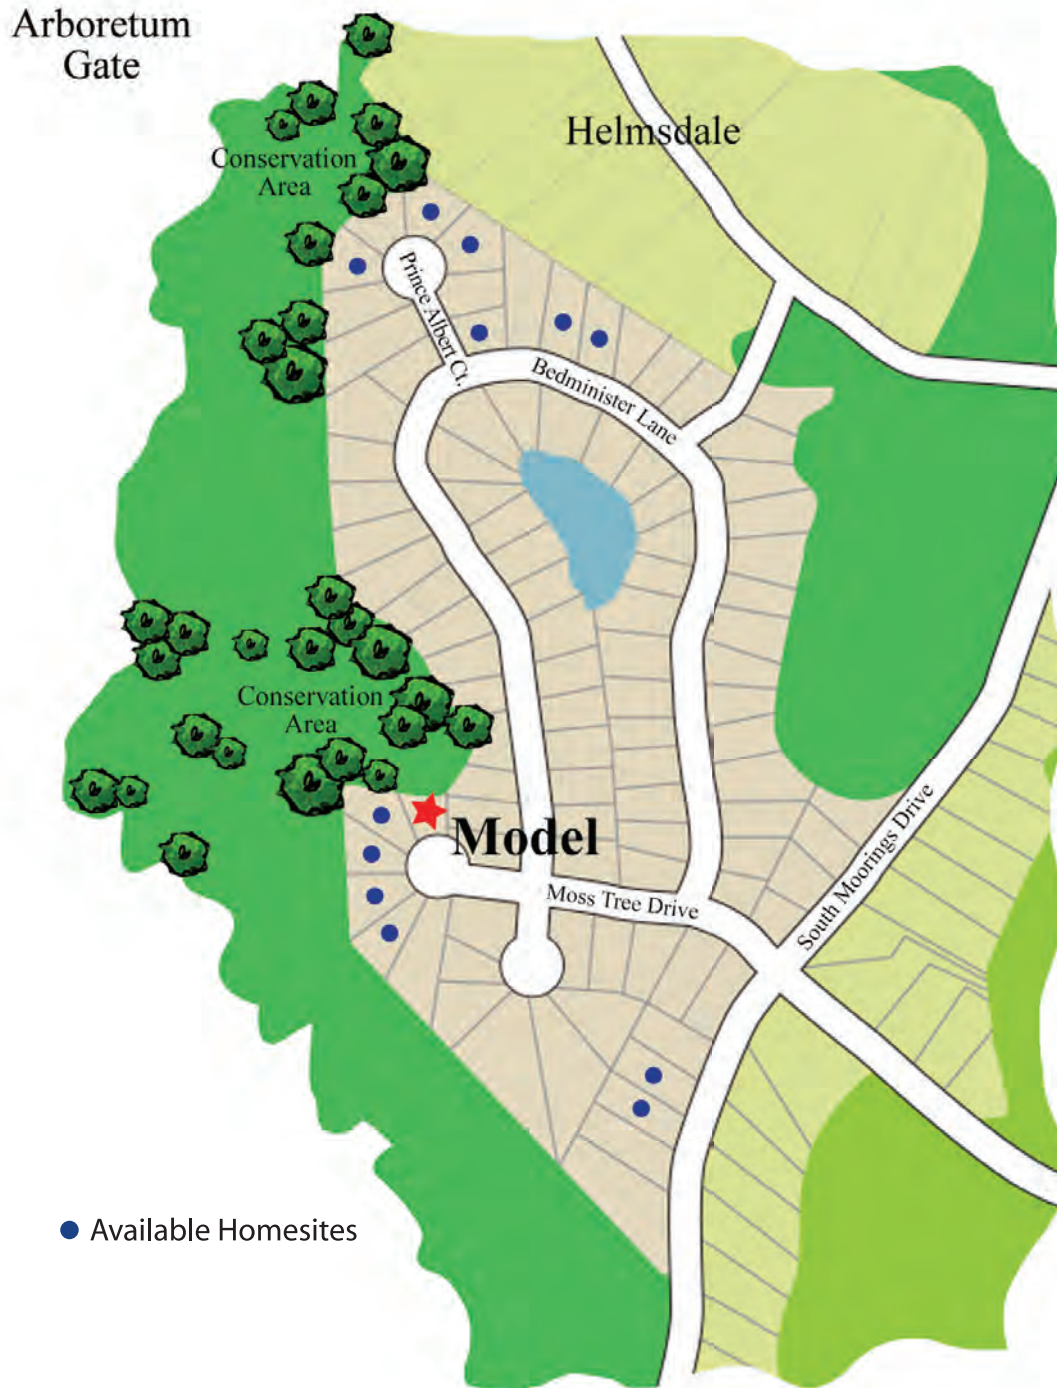 Arboretum
Gate
Helmsdale
Conservation
Area
Prince Albert Ct.
Bedminister Lane
Conservation
Area
Model
Moss Tree Drive
South Moorings Drive
Available Homesites